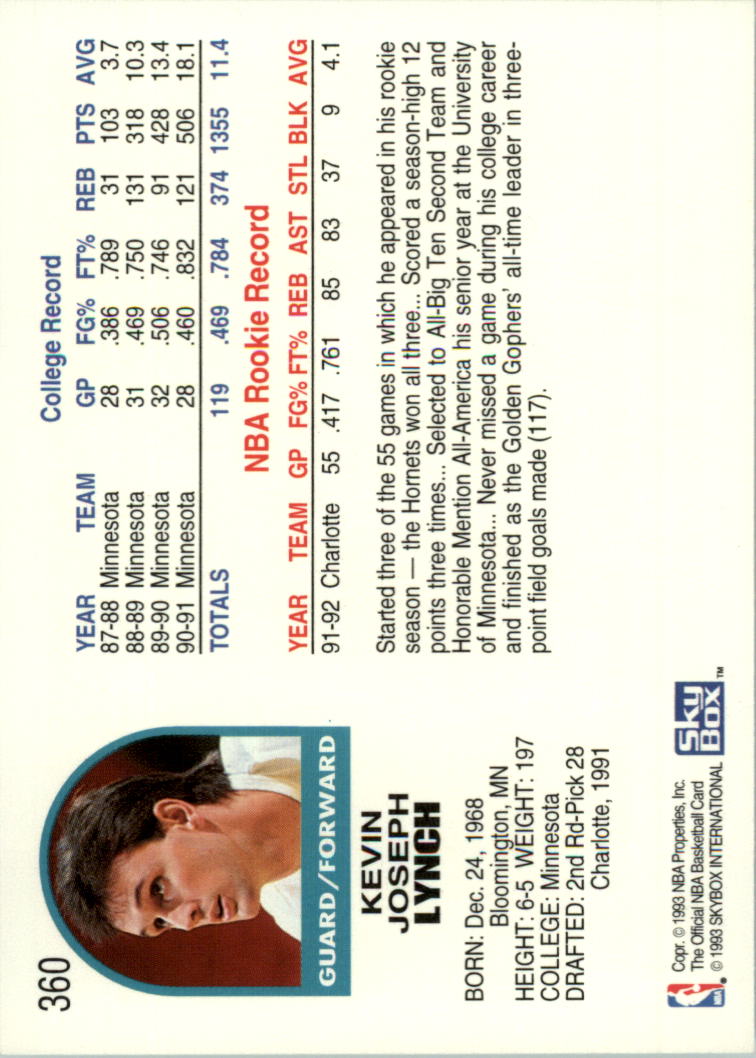 360
GUARD/FORWARD
KEVIN
JOSEPH
LYNCH
BORN: Dec. 24, 1968
Bloomington, MN
HEIGHT: 6-5 WEIGHT: 197
COLLEGE: Minnesota
DRAFTED: 2nd Rd-Pick 28
Charlotte, 1991
College Record
YEAR TEAM GP FG% FT% REB PTS AVG
87-88 Minnesota 28 .386 .789 31 103 3.7
88-89 Minnesota 31 .469 .750 131 318 10.3
89-90 Minnesota 32 .506 .746 91 428 13.4
90-91 Minnesota 28 .460 .832 121 506 18.1
TOTALS 119 .469 .784 374 1355 11.4
NBA Rookie Record
YEAR TEAM GP FG% FT% REB AST STL BLK AVG
91-92 Charlotte 55 .417 .761 85 83 37 9 4.1
Started three of the 55 games in which he appeared in his rookie
season — the Hornets won all three... Scored a season-high 12
points three times... Selected to All-Big Ten Second Team and
Honorable Mention All-America his senior year at the University
of Minnesota... Never missed a game during his college career
and finished as the Golden Gophers' all-time leader in three-
point field goals made (117).
NBA ®
Copr. © 1993 NBA Properties, Inc.
The Official NBA Basketball Card
© 1993 SKYBOX INTERNATIONAL
Sky
Box ™